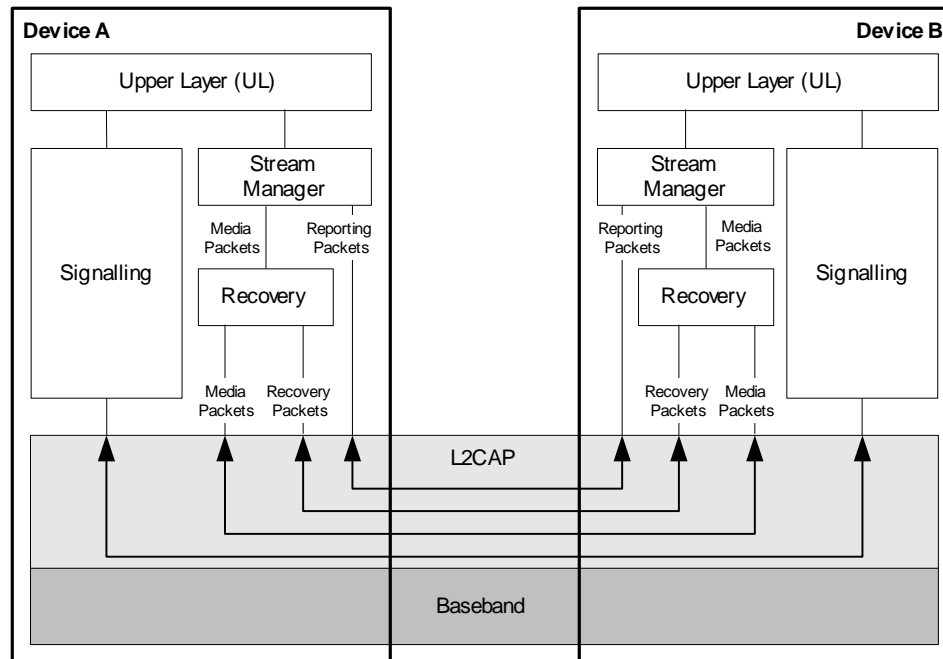 Device A
Device B
Upper Layer (UL)
Upper Layer (UL)
Signalling
Stream
Manager
Media
Packets
Reporting
Packets
Recovery
Media
Packets
Recovery
Packets
Stream
Manager
Reporting
Packets
Media
Packets
Recovery
Recovery
Packets
Media
Packets
Signalling
L2CAP
Baseband